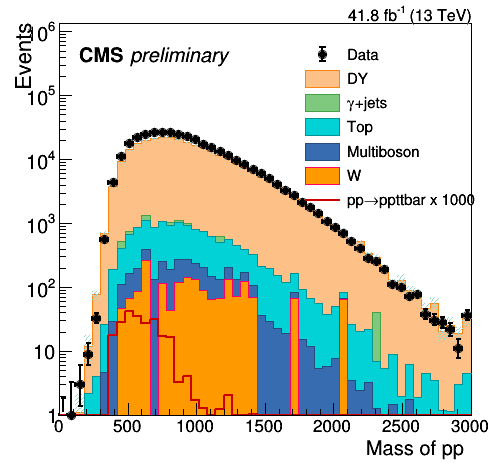 41.8 fb⁻¹ (13 TeV)
Events
CMS preliminary
Data
DY
γ+jets
Top
Multiboson
W
pp→ppttbar x 1000
10⁶
10⁵
10⁴
10³
10²
10
1
0 500 1000 1500 2000 2500 3000
Mass of pp